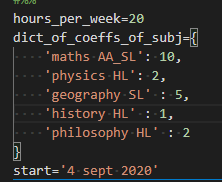 hours_per_week=20
dict_of_coeffs_of_subj={
    'maths AA_SL': 10,
    'physics HL': 2,
    'geography SL' : 5,
    'history HL' : 1,
    'philosophy HL' : 2
}
start='4 sept 2020'